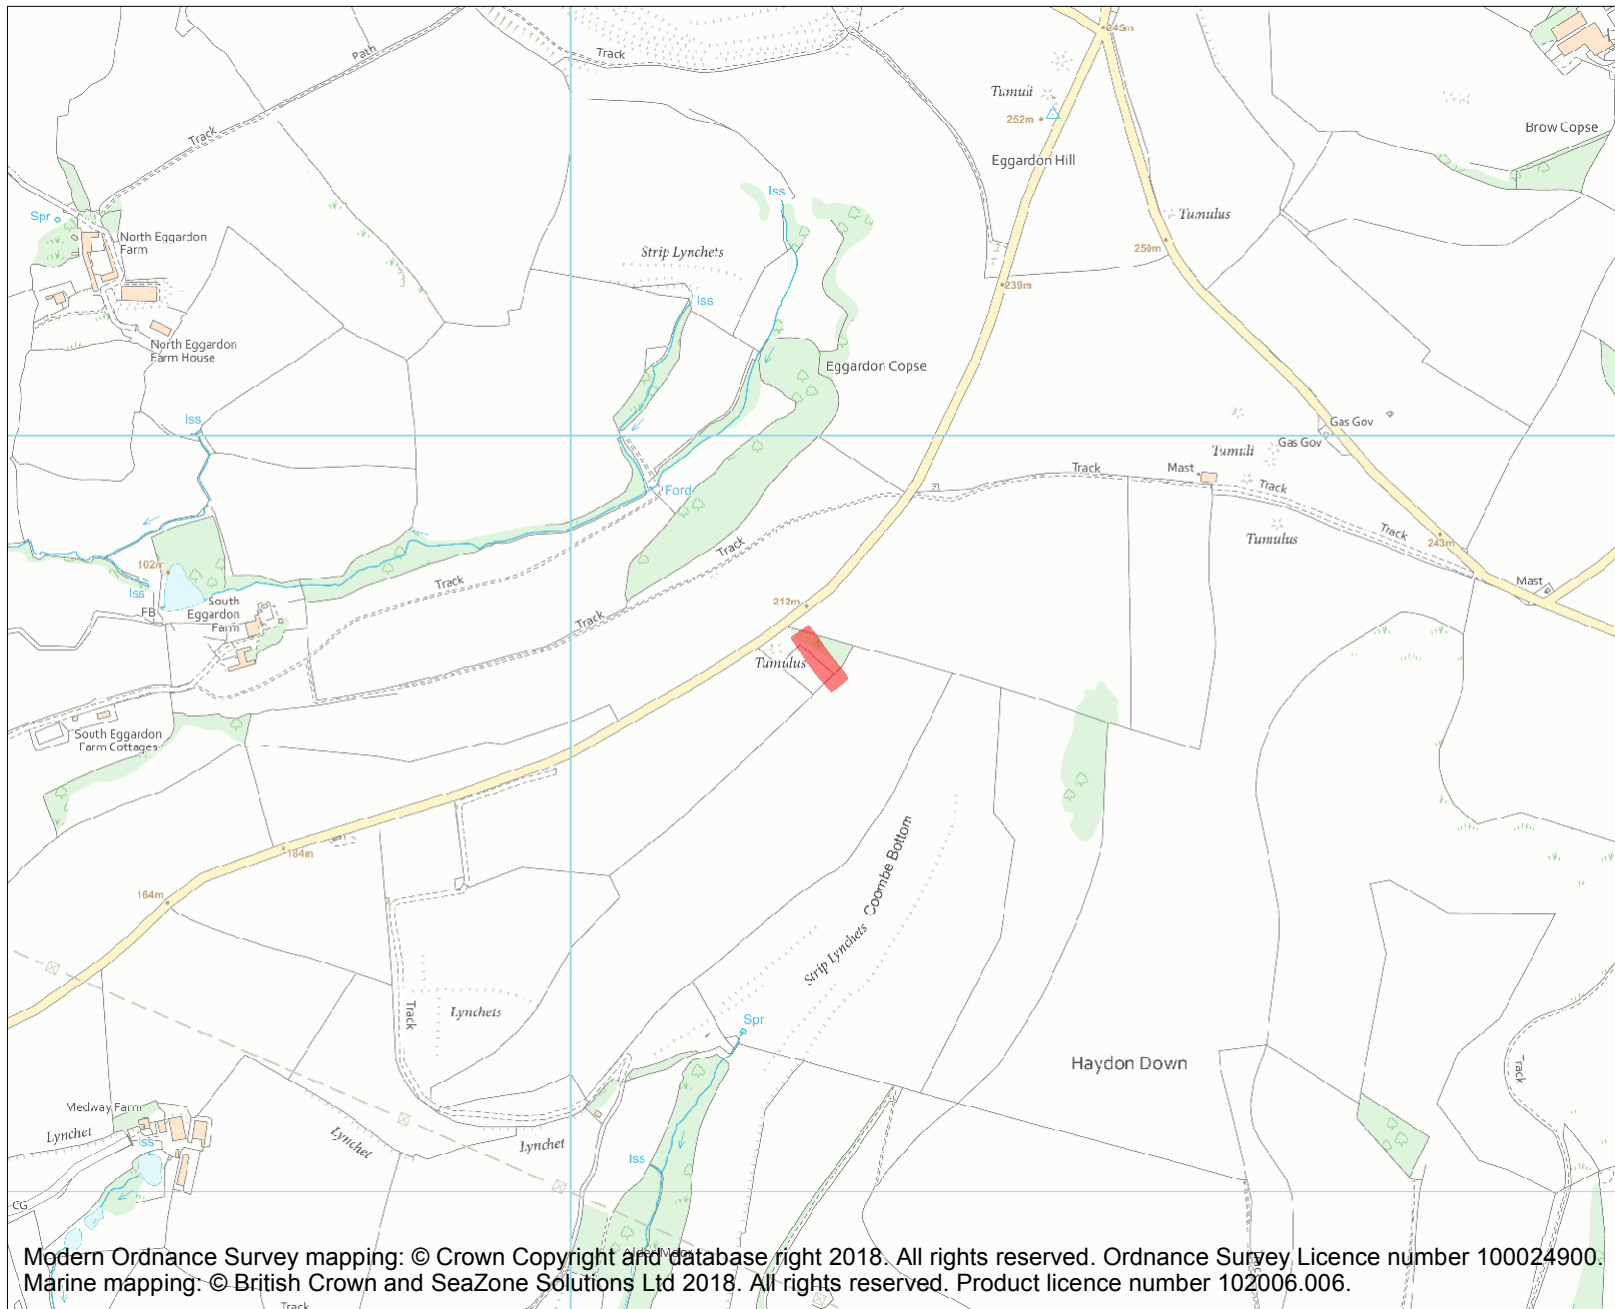 245m
Path
Track
Tumuli
252m
Brow Copse
Track
Eggardon Hill
Iss
Spr
Tumulus
North Eggardon
Farm
250m
Strip Lynchets
239m
Iss
North Eggardon
Farm House
Eggardon Copse
Iss
Gas Gov
Gas Gov
Tumuli
Track
Mast
Track
Ford
Track
Tumulus
243m
Track
102m
Track
Mast
Iss
FB
South
Eggardon
Farm
212m
Track
Tumulus
South Eggardon
Farm Cottages
184m
Coombe Bottom
164m
Strip Lynchets
Track
Lynchets
Spr
Haydon Down
Track
Medway Farm
Lynchet
Iss
Lynchet
Lynchet
Iss
CG
Alder Moor
Track
Track
Modern Ordnance Survey mapping: © Crown Copyright and database right 2018. All rights reserved. Ordnance Survey Licence number 100024900.
Marine mapping: © British Crown and SeaZone Solutions Ltd 2018. All rights reserved. Product licence number 102006.006.